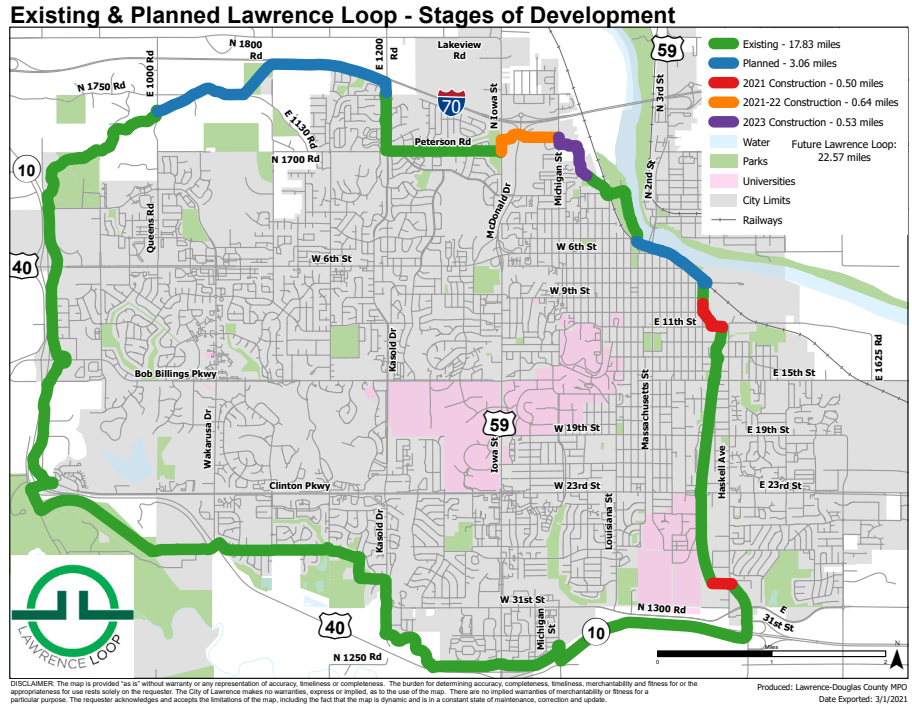 Existing & Planned Lawrence Loop - Stages of Development
N 1800
Rd
E 1200
Rd
Lakeview
Rd
59
Existing - 17.83 miles
Planned - 3.06 miles
2021 Construction - 0.50 miles
2021-22 Construction - 0.64 miles
2023 Construction - 0.53 miles
Water
Parks
Universities
City Limits
Railways
Future Lawrence Loop:
22.57 miles
N 1750 Rd
E 1000 Rd
E 1130
Rd
70
N Iowa St
N 3rd St
10
N 1700 Rd
Peterson Rd
McDonald Dr
Michigan St
N 2nd St
Queens Rd
40
W 6th St
W 6th St
W 9th St
E 11th St
Kasold Dr
E 1625 Rd
Bob Billings Pkwy
E 15th St
Massachusetts St
Wakarusa Dr
59
Iowa St
W 19th St
E 19th St
Haskell Ave
Clinton Pkwy
W 23rd St
E 23rd St
Kasold Dr
Louisiana St
W 31st St
N 1300 Rd
E
31st St
Michigan
St
40
10
N 1250 Rd
LAWRENCE LOOP
Miles
0
1
2
N
DISCLAIMER: The map is provided "as is" without warranty or any representation of accuracy, timeliness or completeness. The burden for determining accuracy, completeness, timeliness, merchantability and fitness for or the
appropriateness for use rests solely on the requester. The City of Lawrence makes no warranties, express or implied, as to the use of the map. There are no implied warranties of merchantability or fitness for a
particular purpose. The requester acknowledges and accepts the limitations of the map, including the fact that the map is dynamic and is in a constant state of maintenance, correction and update.
Produced: Lawrence-Douglas County MPO
Date Exported: 3/1/2021